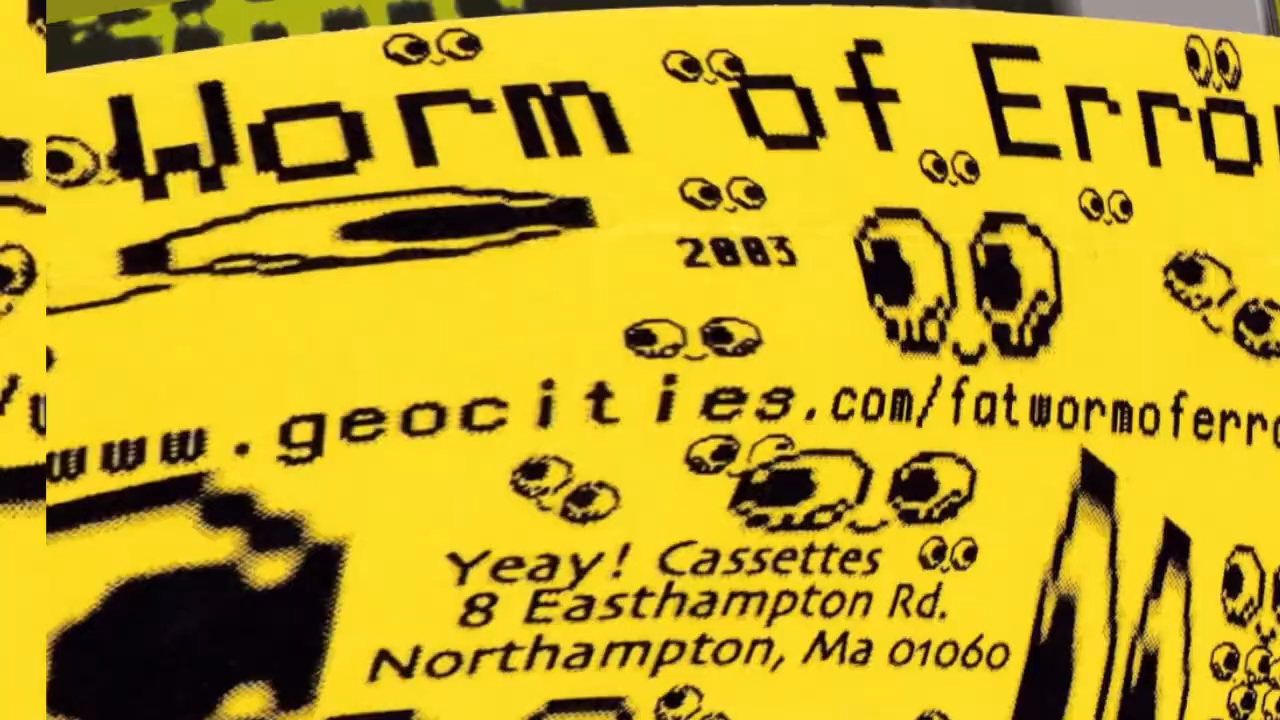 Worm of Erro
2003
www.geocities.com/fatwormoferro
Yeay! Cassettes
8 Easthampton Rd.
Northampton, Ma 01060